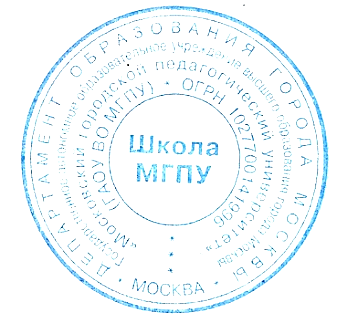 ДЕПАРТАМЕНТ ОБРАЗОВАНИЯ ГОРОДА МОСКВЫ
МОСКВА
Государственное автономное образовательное учреждение высшего образования города Москвы
«Московский городской педагогический университет»
(ГАОУ ВО МГПУ) • ОГРН 1027700141996
Школа
МГПУ